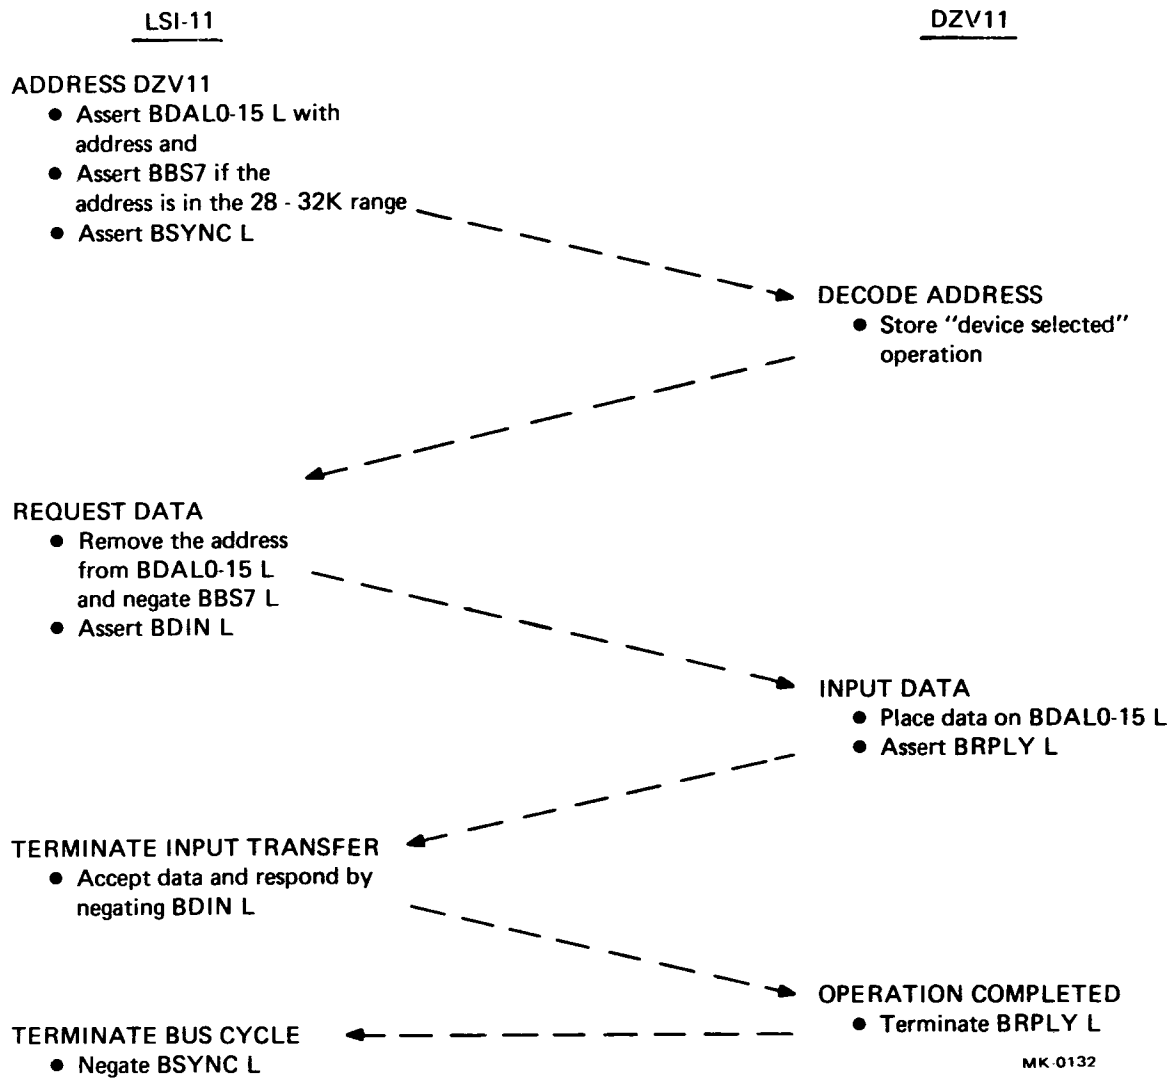 LSI-11
DZV11
ADDRESS DZV11
● Assert BDAL0-15 L with
address and
● Assert BBS7 if the
address is in the 28 - 32K range
● Assert BSYNC L
DECODE ADDRESS
● Store "device selected"
operation
REQUEST DATA
● Remove the address
from BDAL0-15 L
and negate BBS7 L
● Assert BDIN L
INPUT DATA
● Place data on BDAL0-15 L
● Assert BRPLY L
TERMINATE INPUT TRANSFER
● Accept data and respond by
negating BDIN L
OPERATION COMPLETED
● Terminate BRPLY L
TERMINATE BUS CYCLE
● Negate BSYNC L
MK-0132